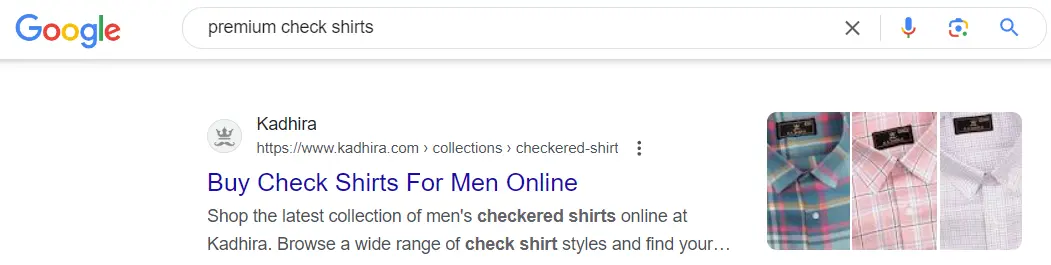 Google
premium check shirts
Kadhira
https://www.kadhira.com › collections › checkered-shirt
Buy Check Shirts For Men Online
Shop the latest collection of men's checkered shirts online at
Kadhira. Browse a wide range of check shirt styles and find your…